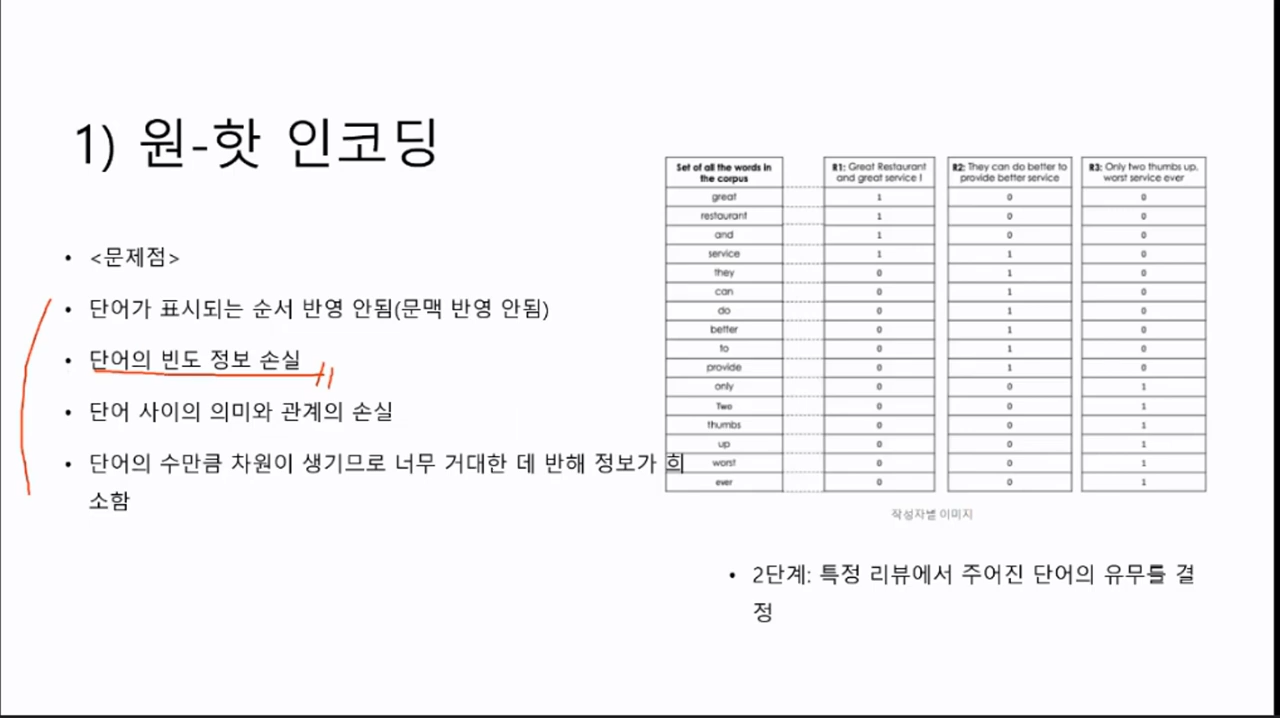 1) 원-핫 인코딩
• <문제점>
• 단어가 표시되는 순서 반영 안됨(문맥 반영 안됨)
• 단어의 빈도 정보 손실
• 단어 사이의 의미와 관계의 손실
• 단어의 수만큼 차원이 생기므로 너무 거대한 데 반해 정보가 희
소함
Set of all the words in the corpus R1: Great Restaurant and great service ! R2: They can do better to provide better service R3: Only two thumbs up, worst service ever
great 1 0 0
restaurant 1 0 0
and 1 0 0
service 1 1 0
they 0 1 0
can 0 1 0
do 0 1 0
better 0 1 0
to 0 1 0
provide 0 1 0
only 0 0 1
Two 0 0 1
thumbs 0 0 1
up 0 0 1
worst 0 0 1
ever 0 0 1
작성자별 이미지
• 2단계: 특정 리뷰에서 주어진 단어의 유무를 결
정